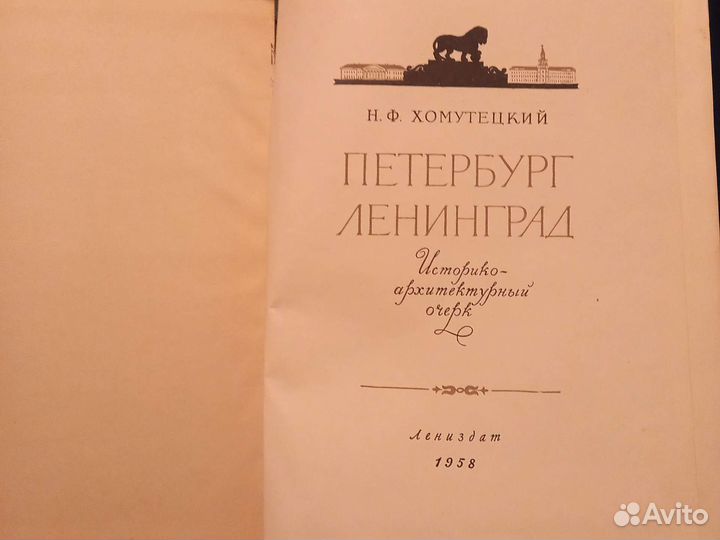 Н. Ф. ХОМУТЕЦКИЙ
ПЕТЕРБУРГ
ЛЕНИНГРАД
Историко-
архитектурный
очерк
Лениздат
1958
Avito